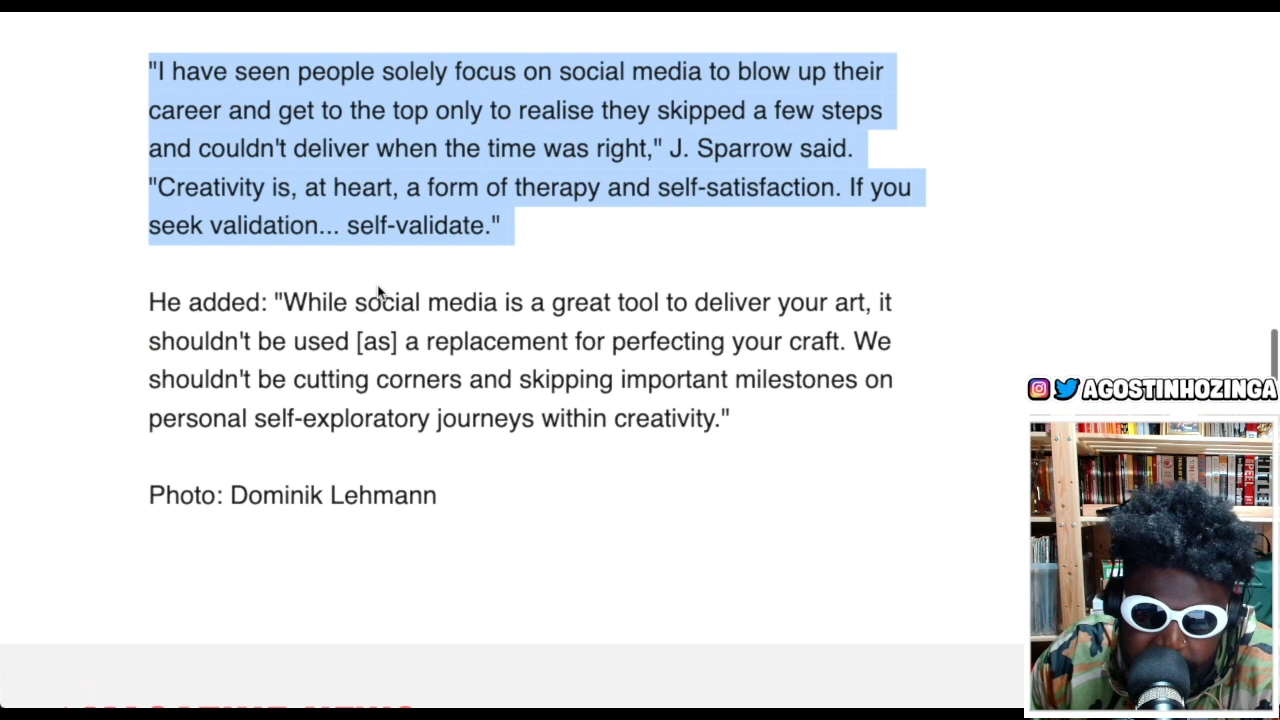 "I have seen people solely focus on social media to blow up their
career and get to the top only to realise they skipped a few steps
and couldn't deliver when the time was right," J. Sparrow said.
"Creativity is, at heart, a form of therapy and self-satisfaction. If you
seek validation... self-validate."
He added: "While social media is a great tool to deliver your art, it
shouldn't be used [as] a replacement for perfecting your craft. We
shouldn't be cutting corners and skipping important milestones on
personal self-exploratory journeys within creativity."
Photo: Dominik Lehmann
AGOSTINHOZINGA
PEEL